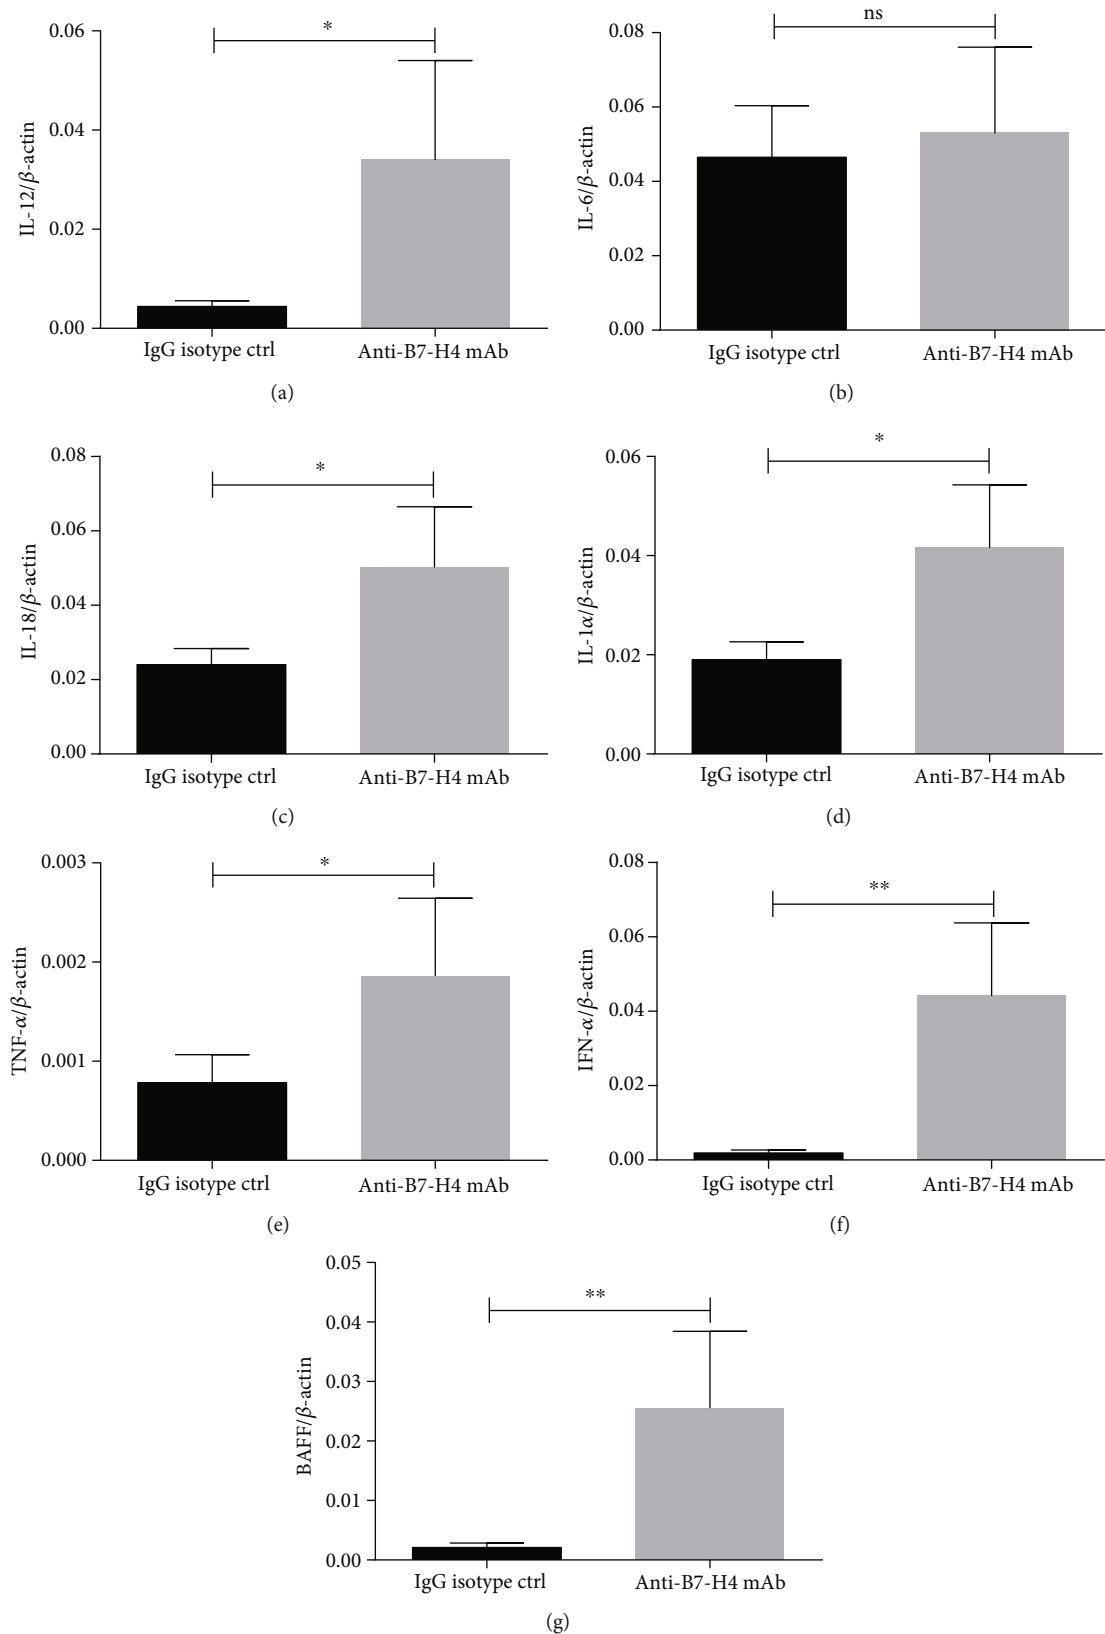 IL-12/β-actin
0.06
0.04
0.02
0.00
*
IgG isotype ctrl
Anti-B7-H4 mAb
(a)
IL-6/β-actin
0.08
0.06
0.04
0.02
0.00
ns
IgG isotype ctrl
Anti-B7-H4 mAb
(b)
IL-18/β-actin
0.08
0.06
0.04
0.02
0.00
*
IgG isotype ctrl
Anti-B7-H4 mAb
(c)
IL-1α/β-actin
0.06
0.04
0.02
0.00
*
IgG isotype ctrl
Anti-B7-H4 mAb
(d)
TNF-α/β-actin
0.003
0.002
0.001
0.000
*
IgG isotype ctrl
Anti-B7-H4 mAb
(e)
IFN-α/β-actin
0.08
0.06
0.04
0.02
0.00
**
IgG isotype ctrl
Anti-B7-H4 mAb
(f)
BAFF/β-actin
0.05
0.04
0.03
0.02
0.01
0.00
**
IgG isotype ctrl
Anti-B7-H4 mAb
(g)